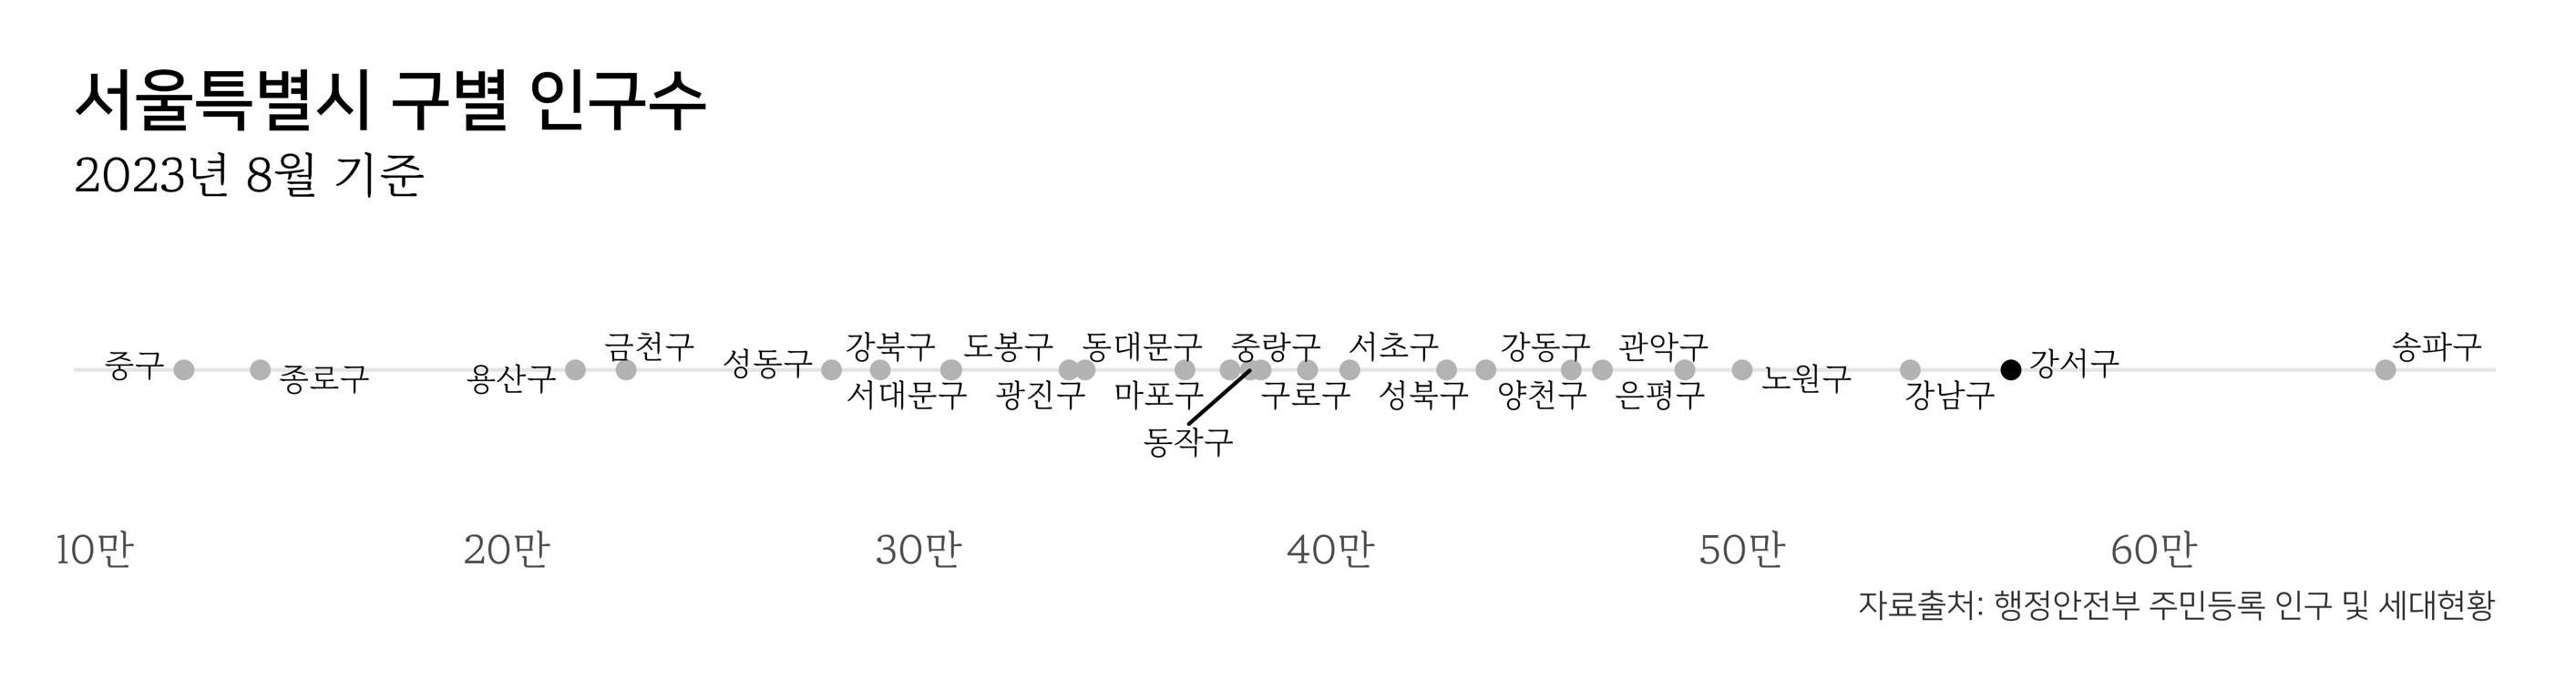 서울특별시 구별 인구수
2023년 8월 기준
금천구 강북구 도봉구 동대문구 중랑구 서초구 강동구 관악구 송파구
중구 종로구 용산구 성동구 노원구 강서구
서대문구 광진구 마포구 구로구 성북구 양천구 은평구 강남구
동작구
10만 20만 30만 40만 50만 60만
자료출처: 행정안전부 주민등록 인구 및 세대현황